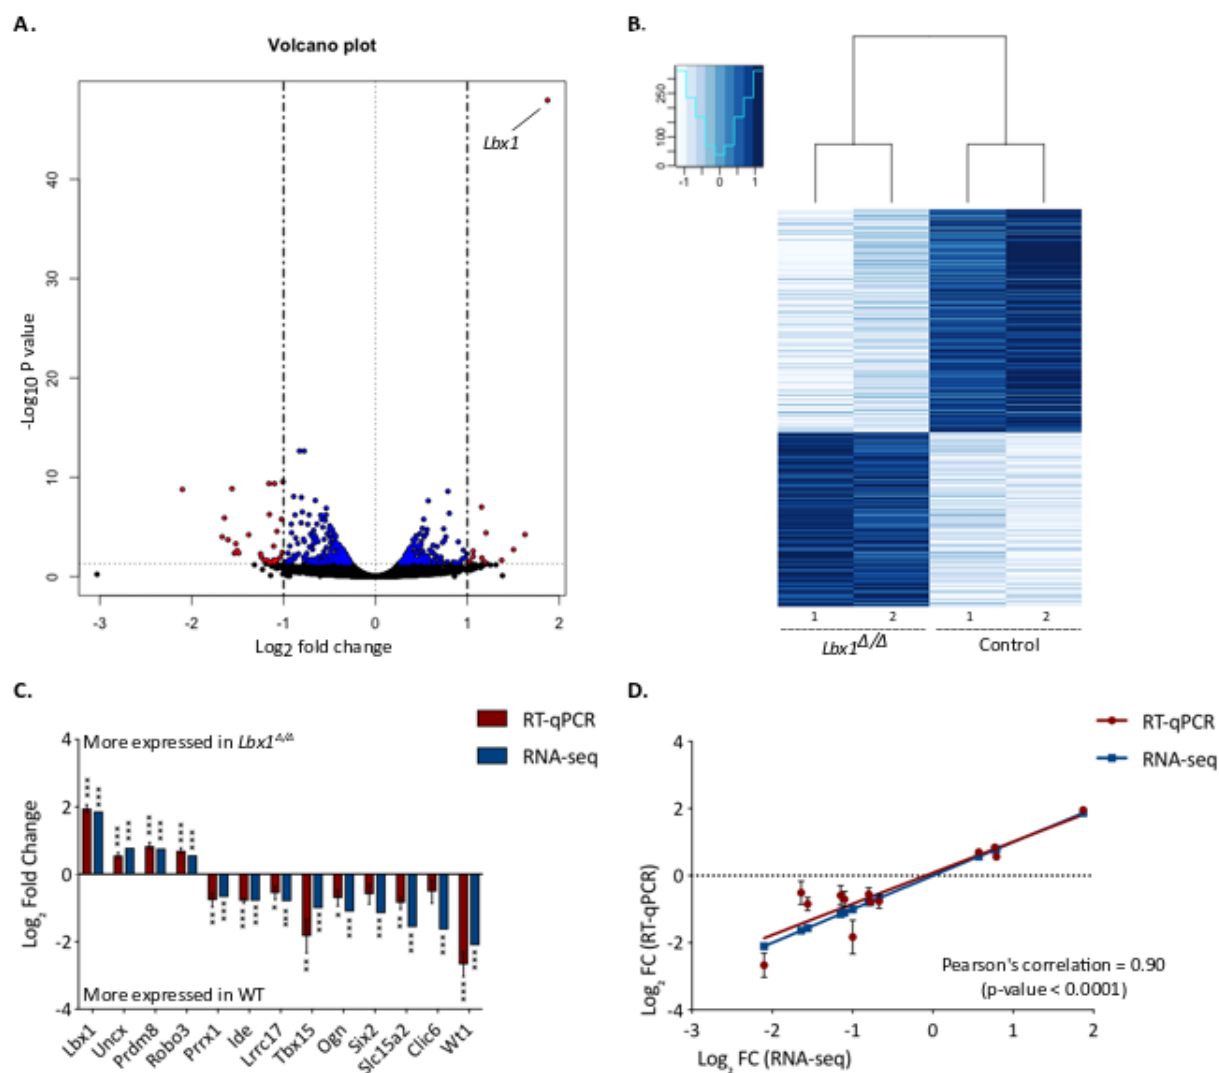 A.
Volcano plot
Lbx1
-Log10 P value
40
30
20
10
0
-3
-2
-1
0
1
2
Log2 fold change
B.
250
100
0
-1
0
1
1
2
1
2
Lbx1Δ/Δ
Control
C.
RT-qPCR
RNA-seq
More expressed in Lbx1Δ/Δ
Log2 Fold Change
4
2
0
-2
-4
More expressed in WT
Lbx1
Uncx
Prdm8
Robo3
Prrx1
Ide
Lrrc17
Tbx15
Ogn
Six2
Slc15a2
Clic6
Wt1
D.
RT-qPCR
RNA-seq
Log2 FC (RT-qPCR)
4
2
0
-2
-4
Pearson's correlation = 0.90
(p-value < 0.0001)
-3
-2
-1
0
1
2
Log2 FC (RNA-seq)